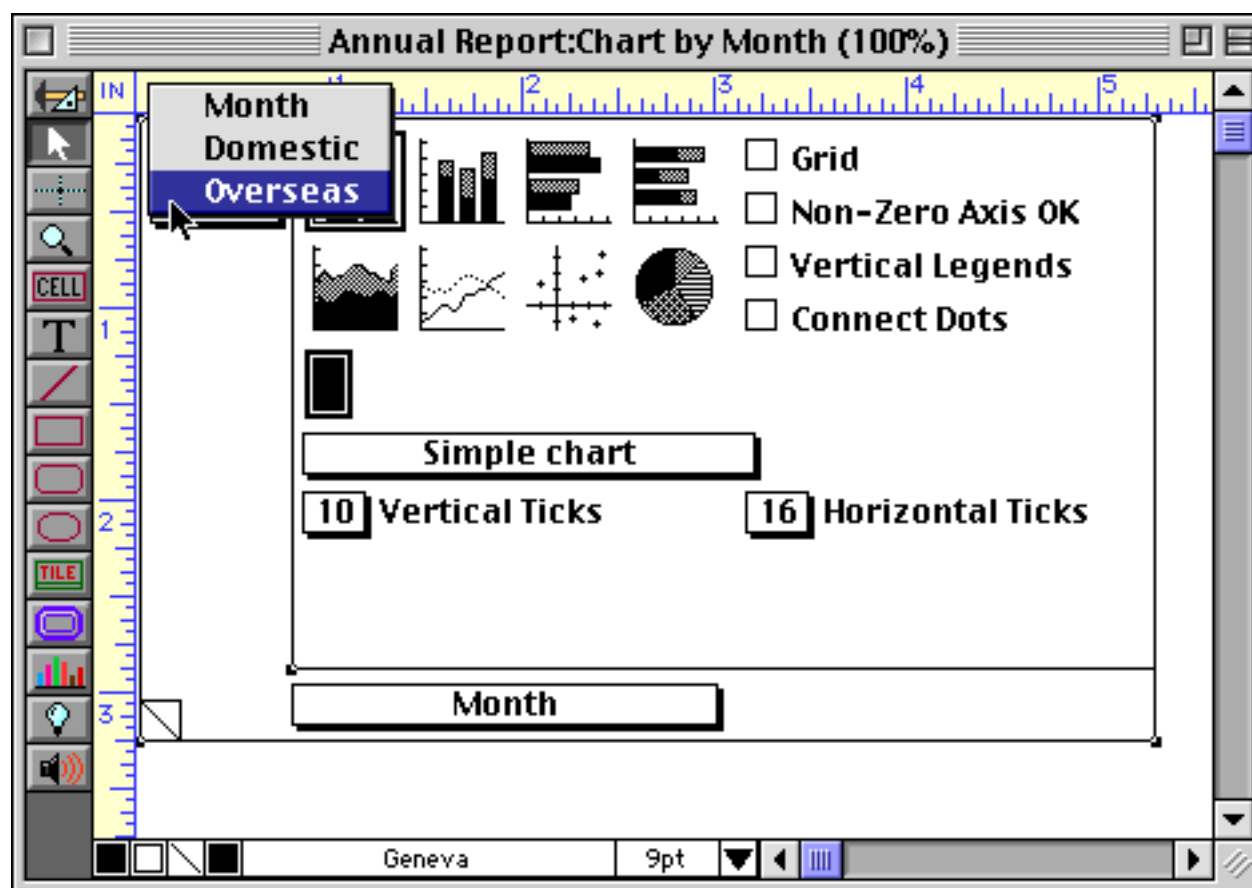 Annual Report:Chart by Month (100%)
IN
1 2 3 4 5
Month
Domestic
Overseas
Grid
Non-Zero Axis OK
Vertical Legends
Connect Dots
CELL
T
1
Simple chart
10 Vertical Ticks 16 Horizontal Ticks
2
TILE
Month
3
Geneva 9pt